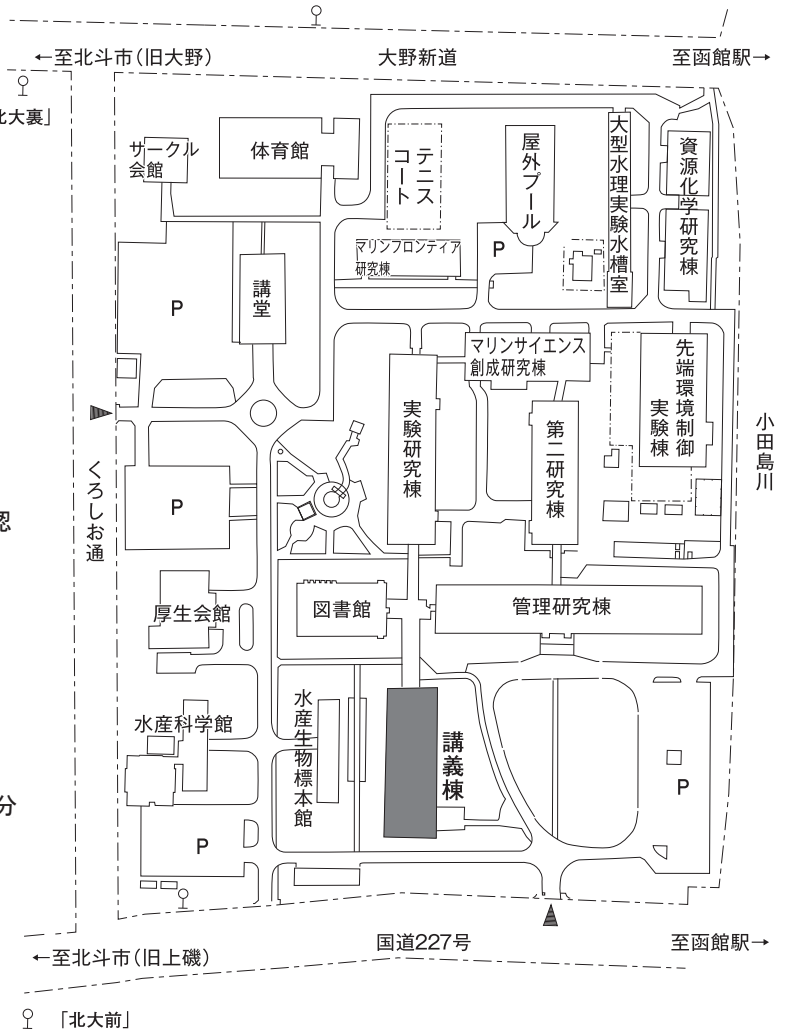 ←至北斗市（旧大野）
大野新道
至函館駅→
北大裏」
サークル
会館
体育館
テニス
コート
屋外プール
大型水理実験水槽室
資源化学研究棟
マリンフロンティア
研究棟
P
P
講堂
マリンサイエンス
創成研究棟
先端環境制御
実験棟
実験研究棟
第二研究棟
小田島川
くろしお通
P
認
厚生会館
図書館
管理研究棟
水産科学館
水産生物標本館
講義棟
P
分
P
国道227号
←至北斗市（旧上磯）
至函館駅→
「北大前」